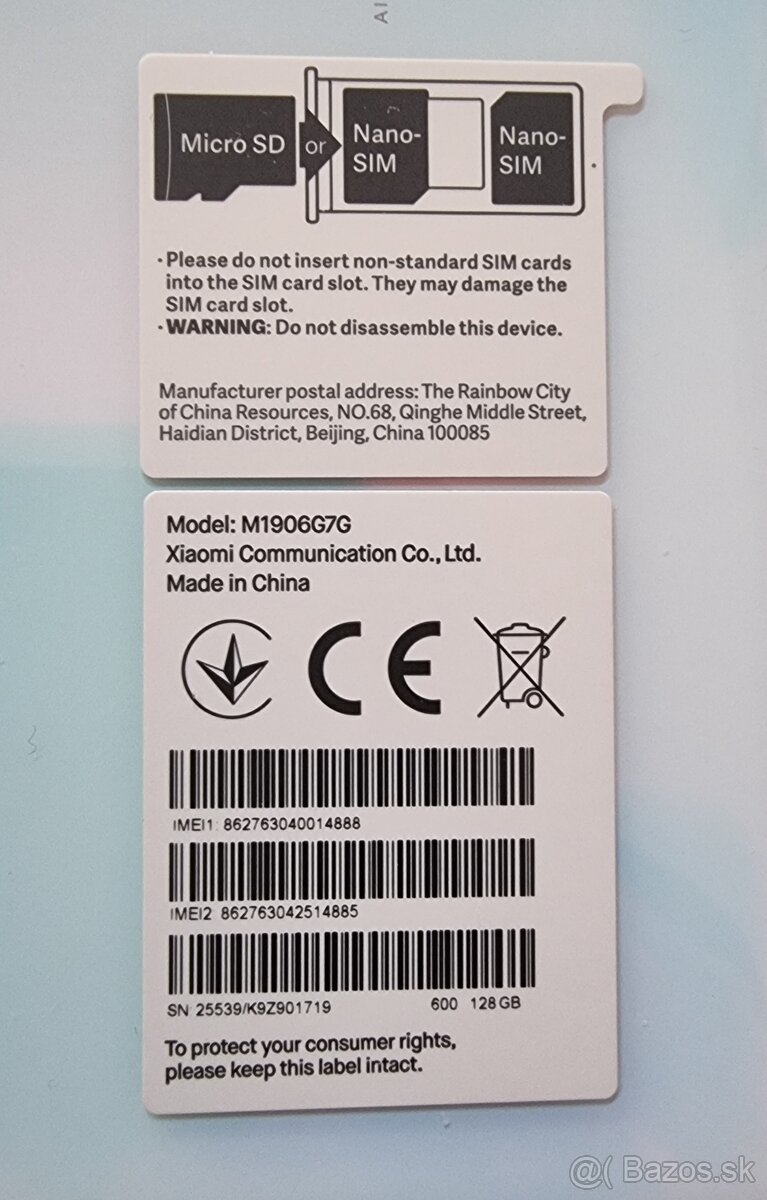 AI
Micro SD or Nano-SIM Nano-SIM
· Please do not insert non-standard SIM cards
into the SIM card slot. They may damage the
SIM card slot.
· WARNING: Do not disassemble this device.
Manufacturer postal address: The Rainbow City
of China Resources, NO.68, Qinghe Middle Street,
Haidian District, Beijing, China 100085
Model: M1906G7G
Xiaomi Communication Co., Ltd.
Made in China
CE
IMEI1: 862763040014888
IMEI2 862763042514885
SN: 25539/K9Z901719 600 128GB
To protect your consumer rights,
please keep this label intact.
@( Bazos.sk